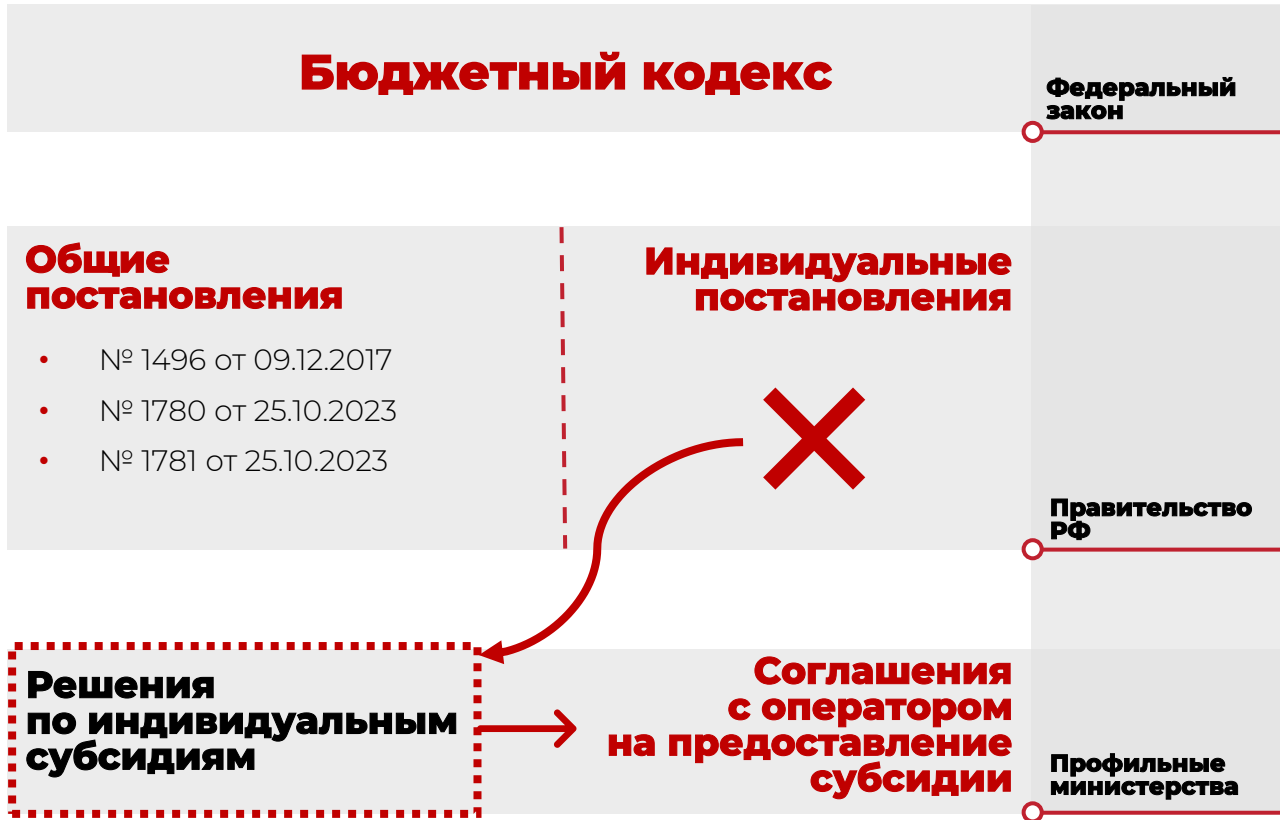 Бюджетный кодекс
Федеральный
закон
Общие
постановления
• № 1496 от 09.12.2017
• № 1780 от 25.10.2023
• № 1781 от 25.10.2023
Индивидуальные
постановления
Правительство
РФ
Решения
по индивидуальным
субсидиям
Соглашения
с оператором
на предоставление
субсидии
Профильные
министерства